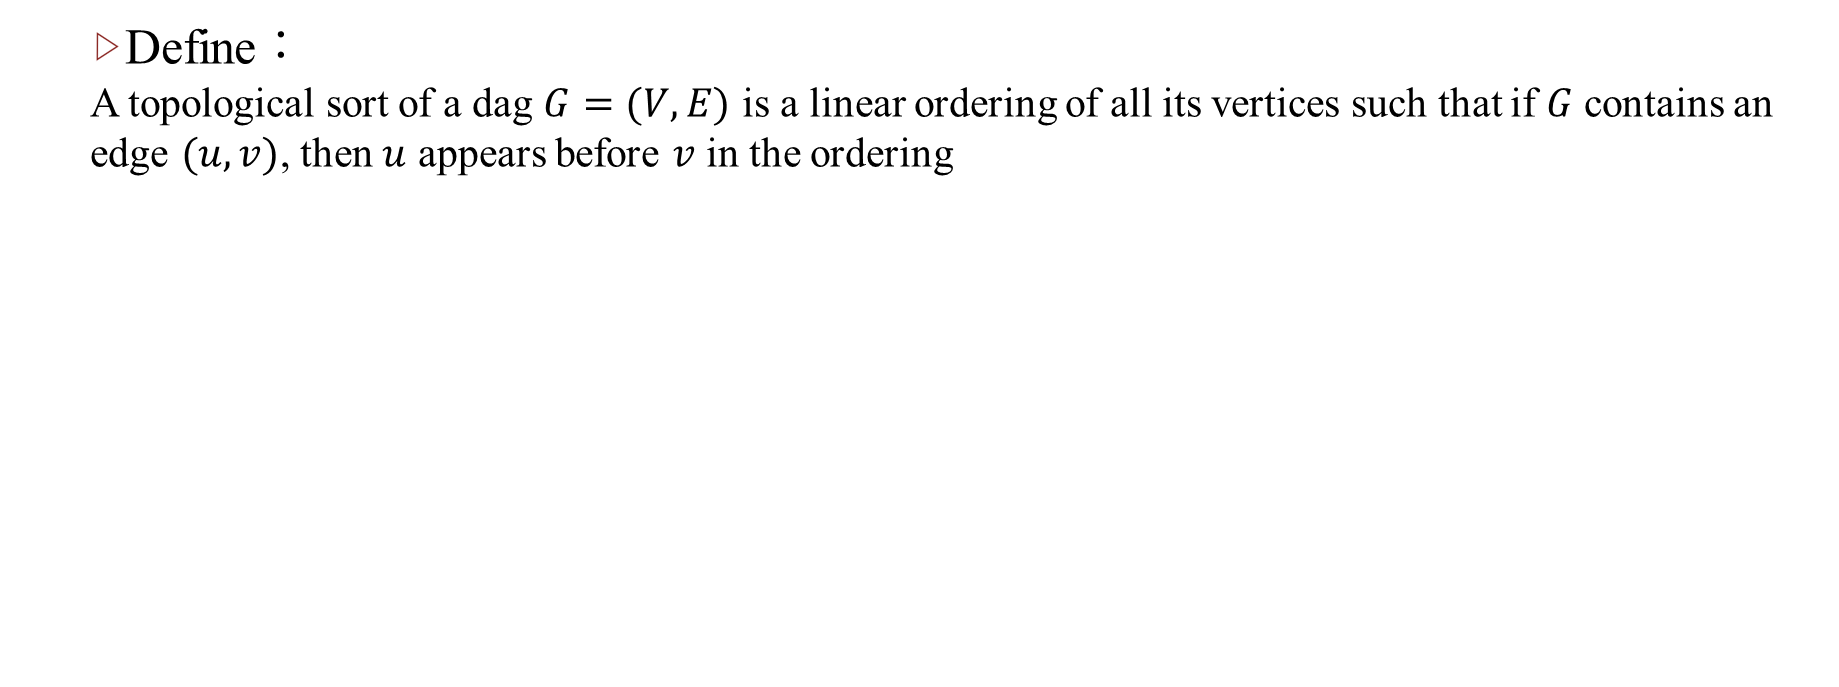 ▷Define：
A topological sort of a dag G = (V, E) is a linear ordering of all its vertices such that if G contains an
edge (u, v), then u appears before v in the ordering